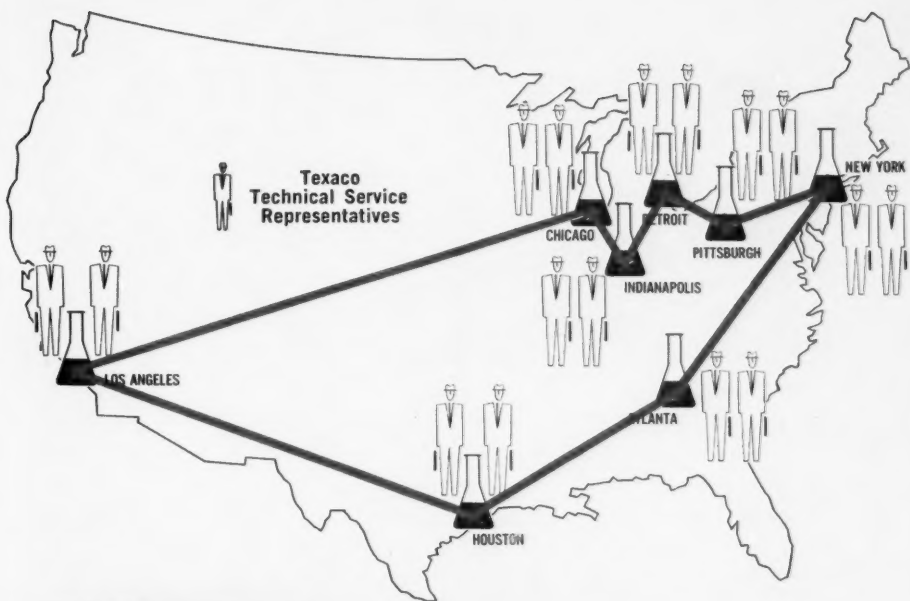 Texaco
Technical Service
Representatives
NEW YORK
CHICAGO
DETROIT
PITTSBURGH
INDIANAPOLIS
LOS ANGELES
ATLANTA
HOUSTON